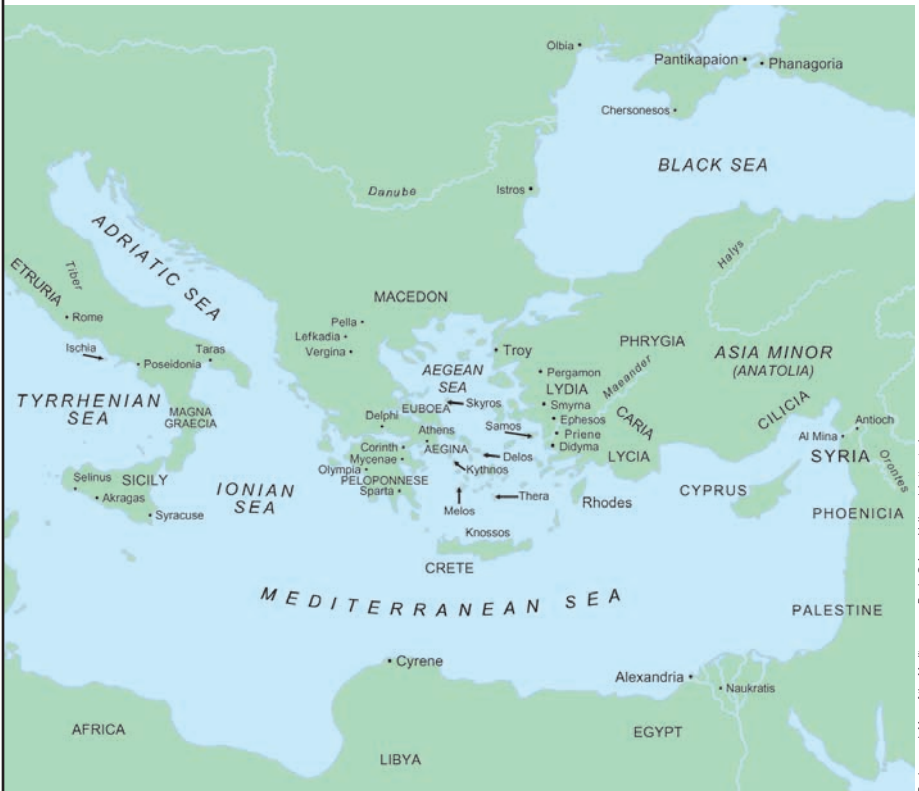 Olbia
Pantikapaion
Phanagoria
Chersonesos
BLACK SEA
Danube
Istros
ADRIATIC SEA
Halys
ETRURIA
Tiber
MACEDON
Rome
Pella
Lefkadia
Vergina
Ischia
Taras
Poseidonia
Troy
PHRYGIA
ASIA MINOR
(ANATOLIA)
AEGEAN
SEA
Pergamon
LYDIA
Maeander
TYRRHENIAN
SEA
MAGNA
GRAECIA
EUBOEA
Skyros
Smyrna
Delphi
Ephesos
CARIA
CILICIA
Antioch
Athens
Samos
Priene
Al Mina
Corinth
AEGINA
Didyma
Mycenae
Delos
LYCIA
SYRIA
Orontes
Olympia
Kythnos
Selinus
SICILY
PELOPONNESE
IONIAN
SEA
Sparta
Akragas
Thera
Rhodes
CYPRUS
Syracuse
Melos
PHOENICIA
Knossos
CRETE
MEDITERRANEAN SEA
PALESTINE
Cyrene
Alexandria
Naukratis
AFRICA
EGYPT
LIBYA